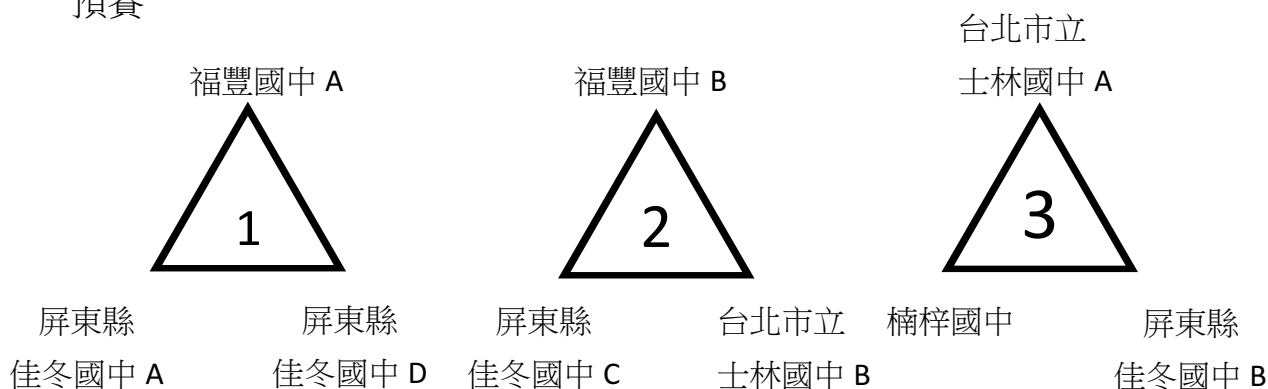 預賽
台北市立
福豐國中 A
福豐國中 B
士林國中 A
1
2
3
屏東縣
屏東縣
屏東縣
台北市立
楠梓國中
屏東縣
佳冬國中 A
佳冬國中 D
佳冬國中 C
士林國中 B
佳冬國中 B